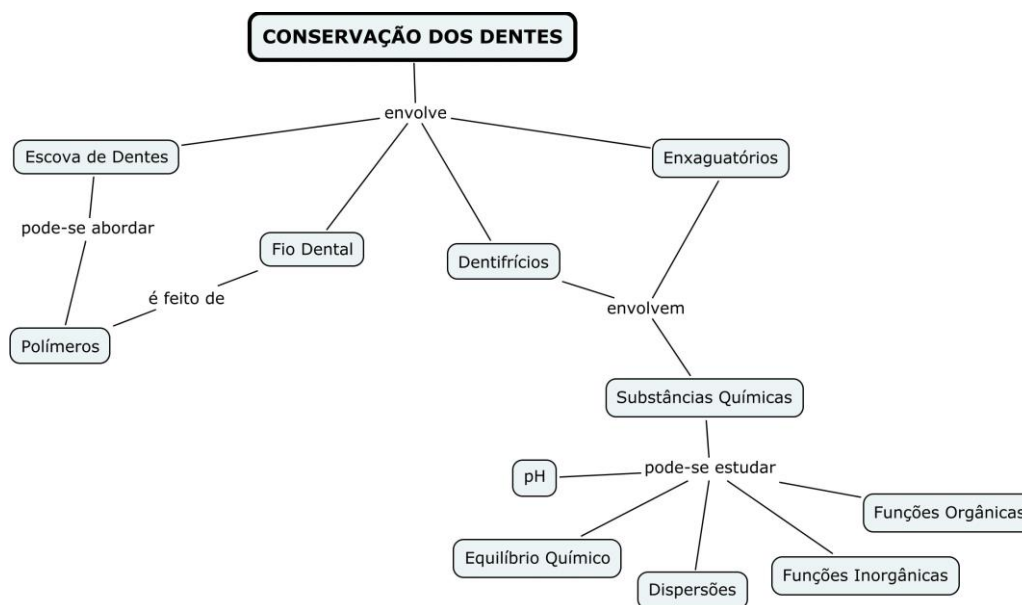 CONSERVAÇÃO DOS DENTES
envolve
Escova de Dentes
Enxaguatórios
pode-se abordar
Fio Dental
Dentifrícios
é feito de
envolvem
Polímeros
Substâncias Químicas
pode-se estudar
pH
Funções Orgânicas
Equilíbrio Químico
Funções Inorgânicas
Dispersões